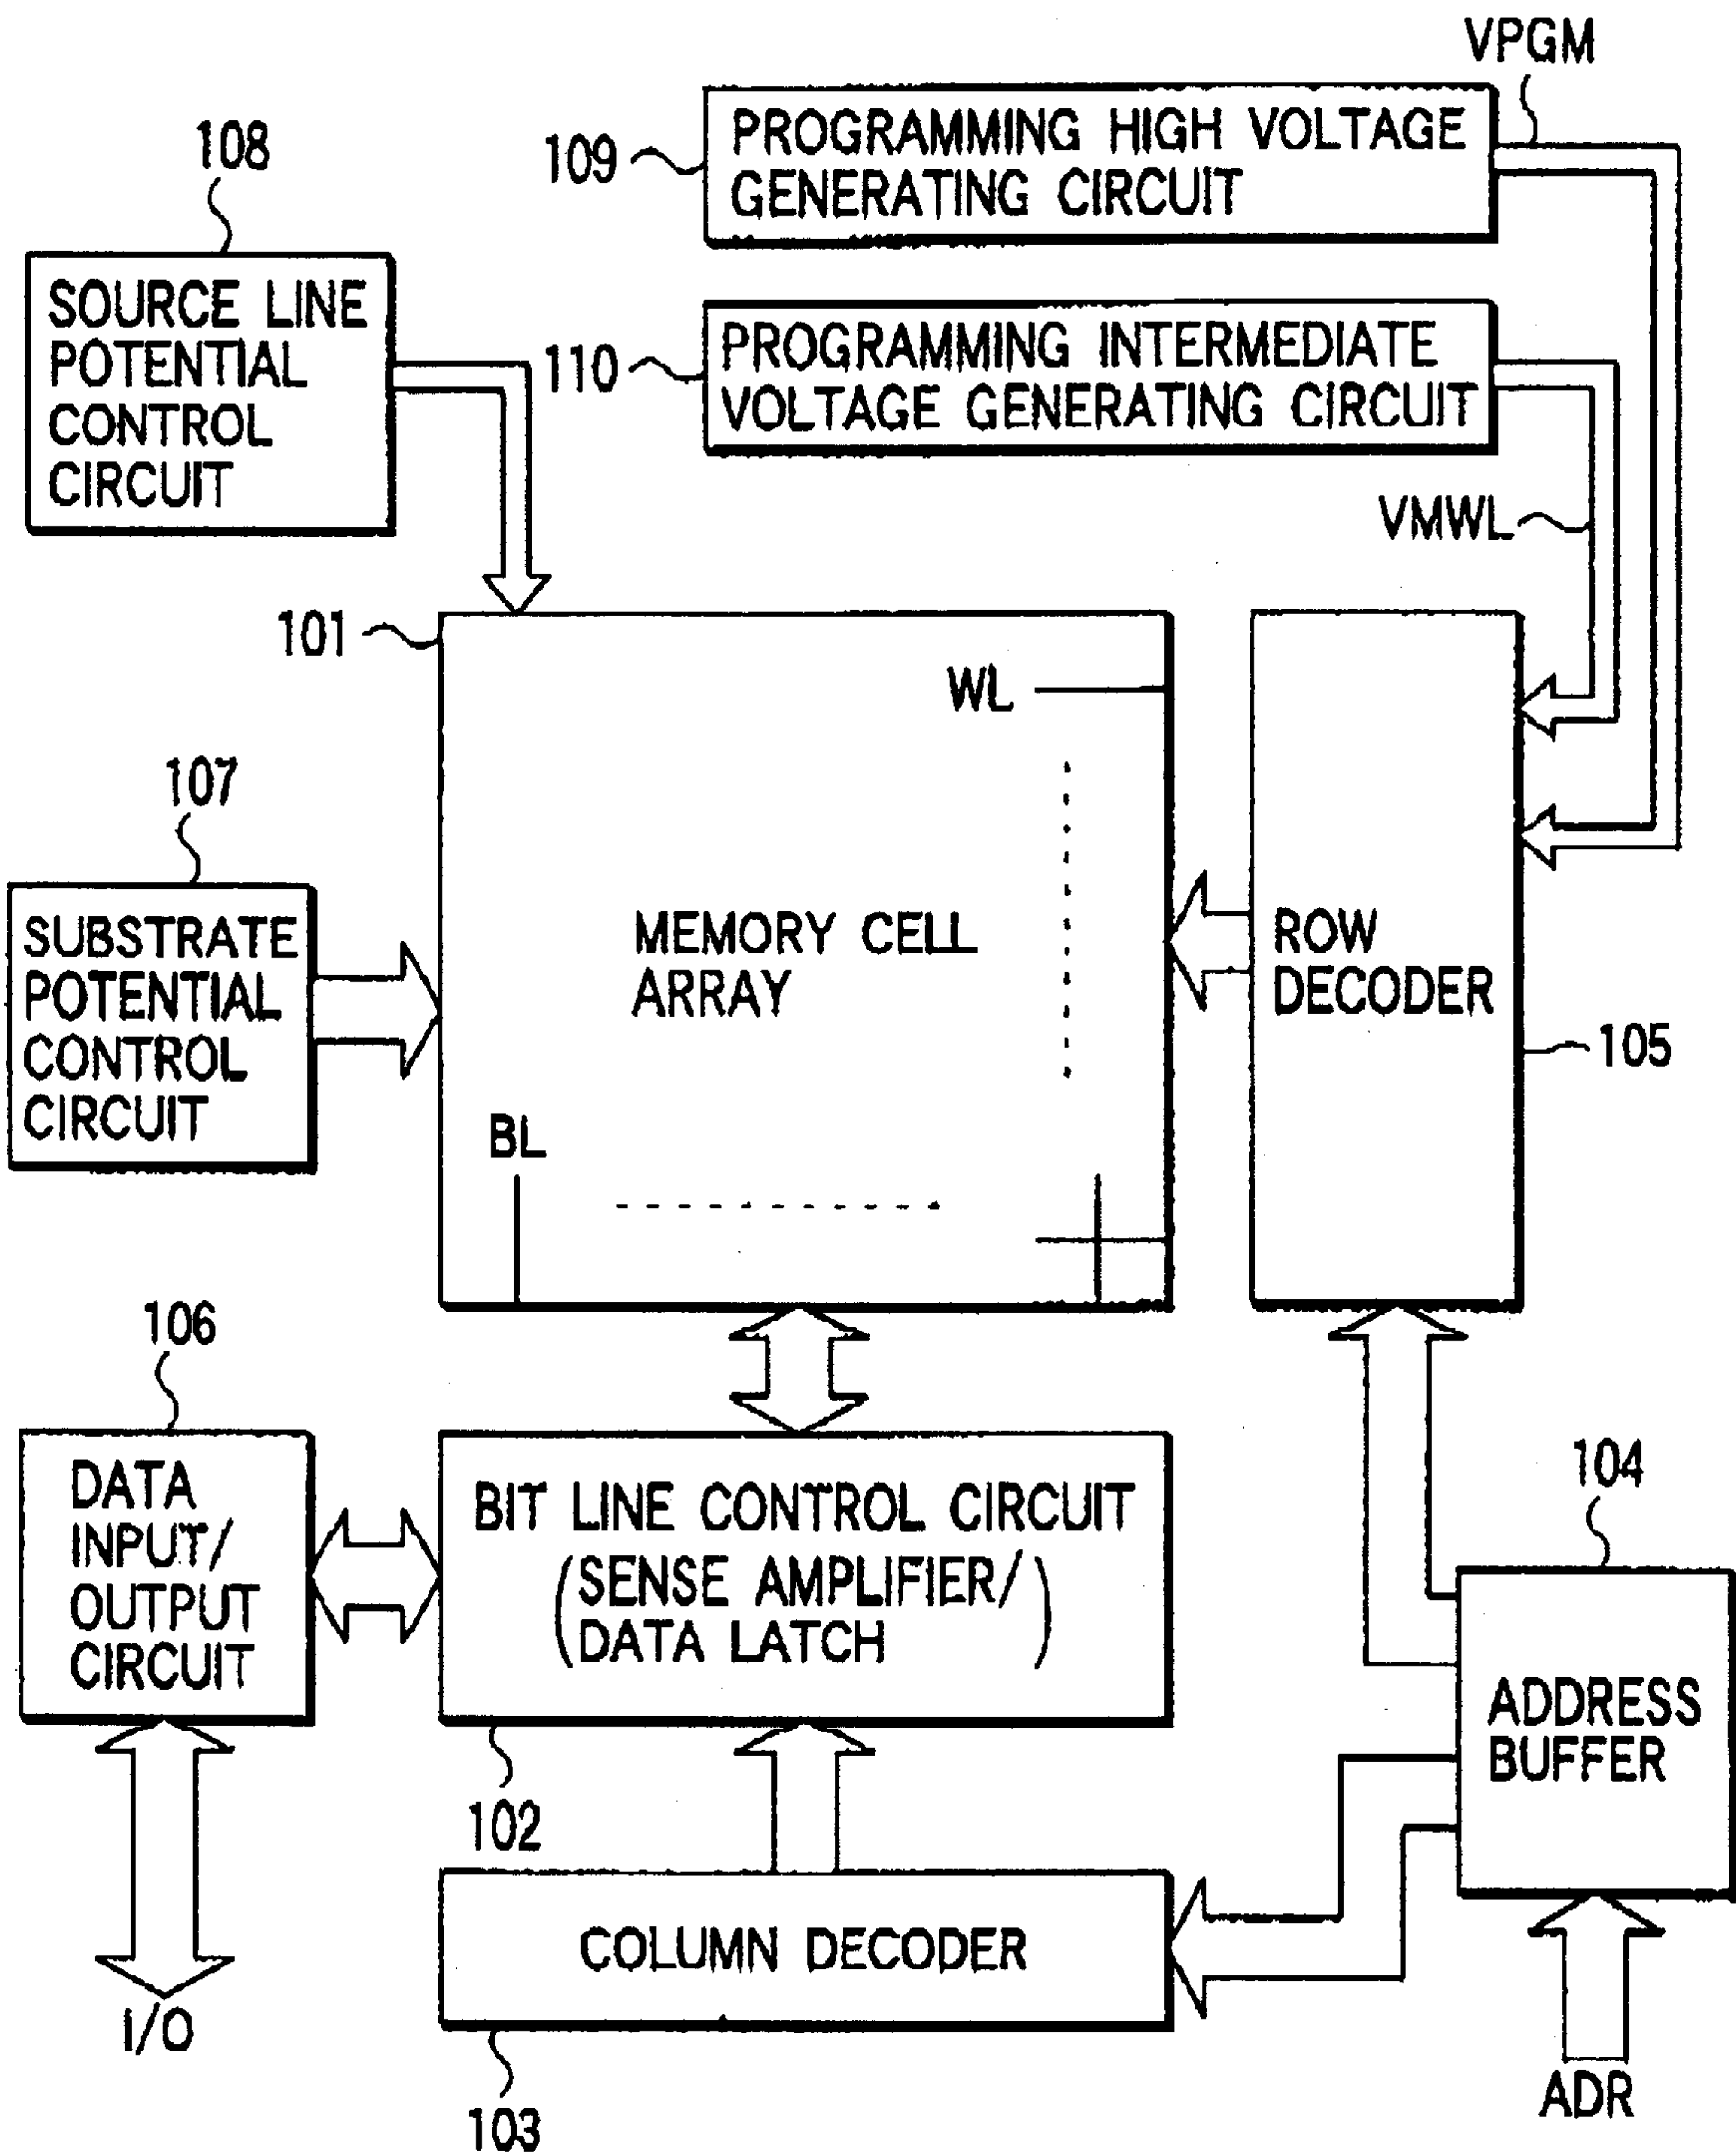 VPGM
109
PROGRAMMING HIGH VOLTAGE
GENERATING CIRCUIT
108
SOURCE LINE
POTENTIAL
CONTROL
CIRCUIT
110
PROGRAMMING INTERMEDIATE
VOLTAGE GENERATING CIRCUIT
VMWL
101
WL
107
SUBSTRATE
POTENTIAL
CONTROL
CIRCUIT
MEMORY CELL
ARRAY
ROW
DECODER
105
BL
106
DATA
INPUT/
OUTPUT
CIRCUIT
BIT LINE CONTROL CIRCUIT
(SENSE AMPLIFIER/
DATA LATCH)
104
ADDRESS
BUFFER
102
COLUMN DECODER
I/O
103
ADR